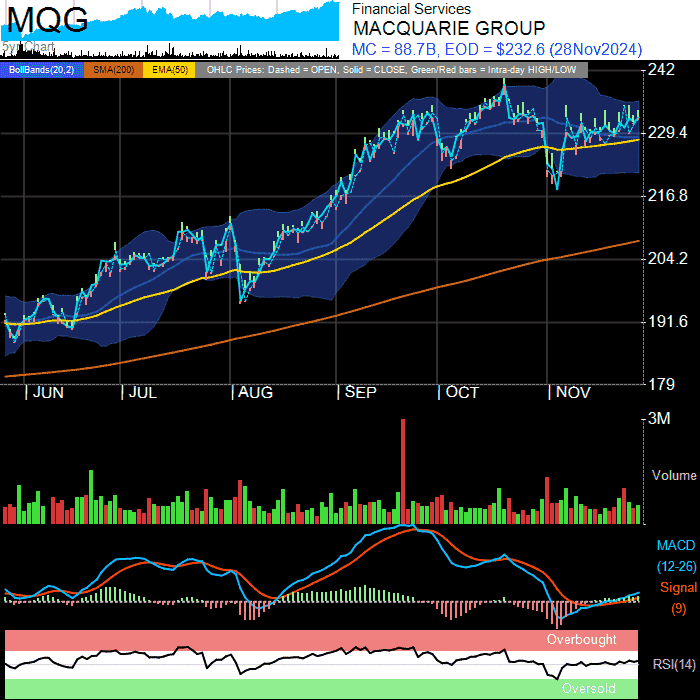 MQG
Financial Services
MACQUARIE GROUP
MC = 88.7B, EOD = $232.6 (28Nov2024)
BollBands(20,2) SMA(200) EMA(50) OHLC Prices: Dashed = OPEN, Solid = CLOSE, Green/Red bars = Intra-day HIGH/LOW
242
229.4
216.8
204.2
191.6
179
JUN JUL AUG SEP OCT NOV
3M
Volume
MACD
(12-26)
Signal
(9)
Overbought
RSI(14)
Oversold